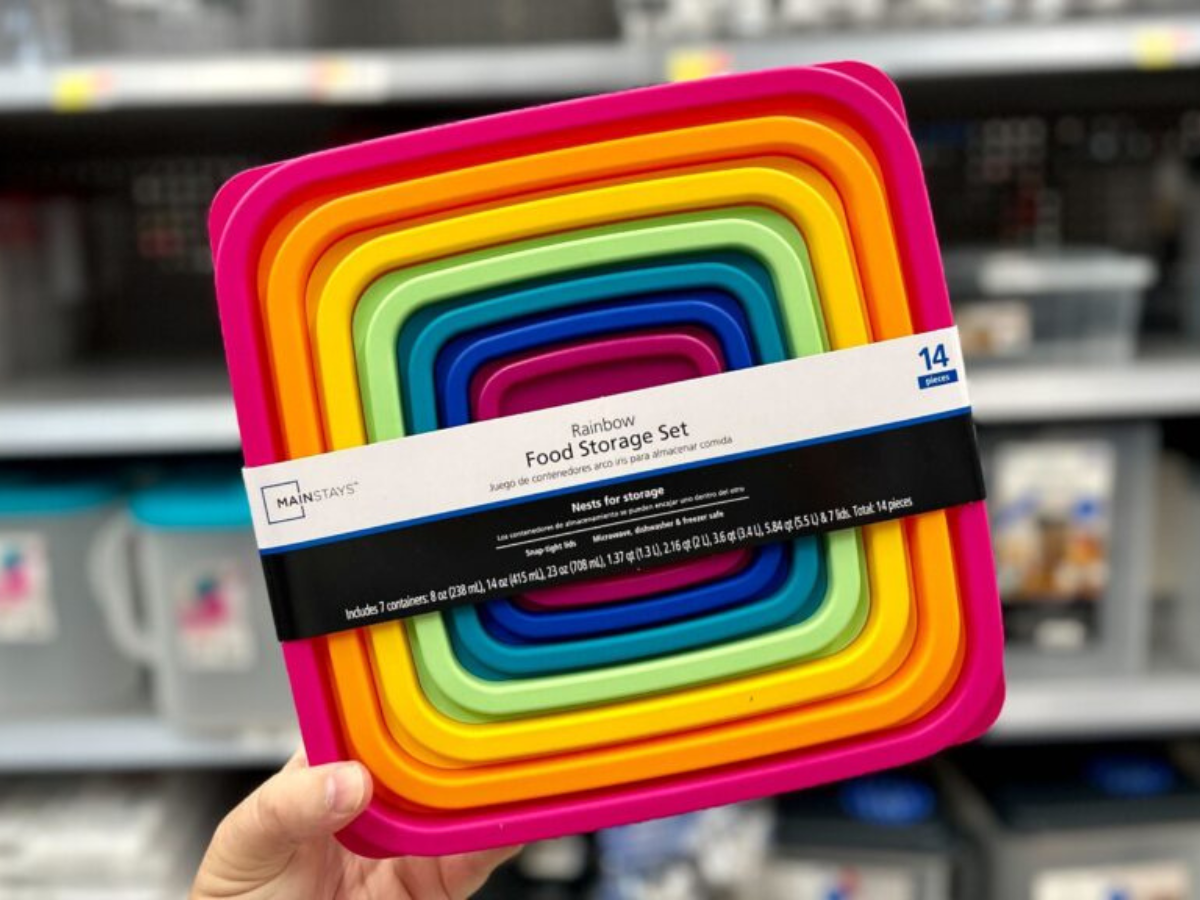 14
pieces
Rainbow
Food Storage Set
Juego de contenedores arco iris para almacenar comida
MAINSTAYS™
Nests for storage
Los contenedores de almacenamiento se pueden encajar uno dentro del otro
Snap-tight lids Microwave, dishwasher & freezer safe
Includes 7 containers: 8 oz (238 mL), 14 oz (415 mL), 23 oz (708 mL), 1.37 qt (1.3 L), 2.16 qt (2 L), 3.6 qt (3.4 L), 5.84 qt (5.5 L) & 7 lids. Total: 14 pieces